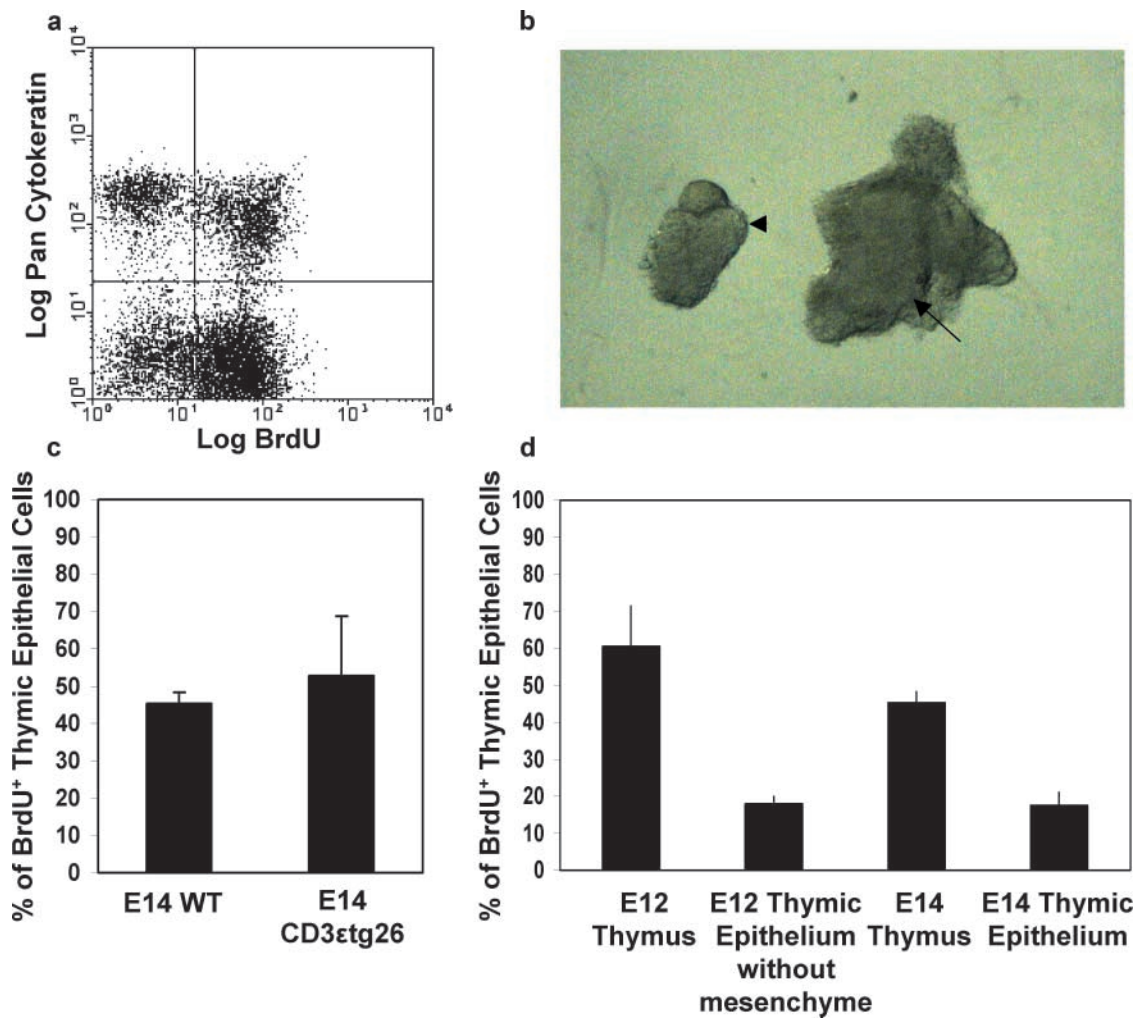 a
b
10⁴
10³
10²
10¹
10⁰
Log Pan Cytokeratin
10⁰ 10¹ 10² 10³ 10⁴
Log BrdU
c
d
% of BrdU⁺ Thymic Epithelial Cells
100
90
80
70
60
50
40
30
20
10
0
E14 WT
E14
CD3εtg26
% of BrdU⁺ Thymic Epithelial Cells
100
90
80
70
60
50
40
30
20
10
0
E12
Thymus
E12 Thymic
Epithelium
without
mesenchyme
E14
Thymus
E14 Thymic
Epithelium